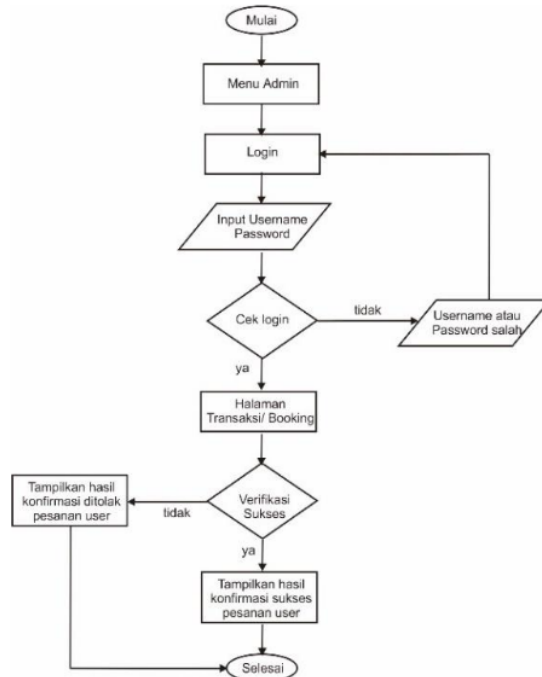 Mulai
Menu Admin
Login
Input Username
Password
Cek login
tidak
Username atau
Password salah
ya
Halaman
Transaksi/ Booking
Verifikasi
Sukses
tidak
Tampilkan hasil
konfirmasi ditolak
pesanan user
ya
Tampilkan hasil
konfirmasi sukses
pesanan user
Selesai